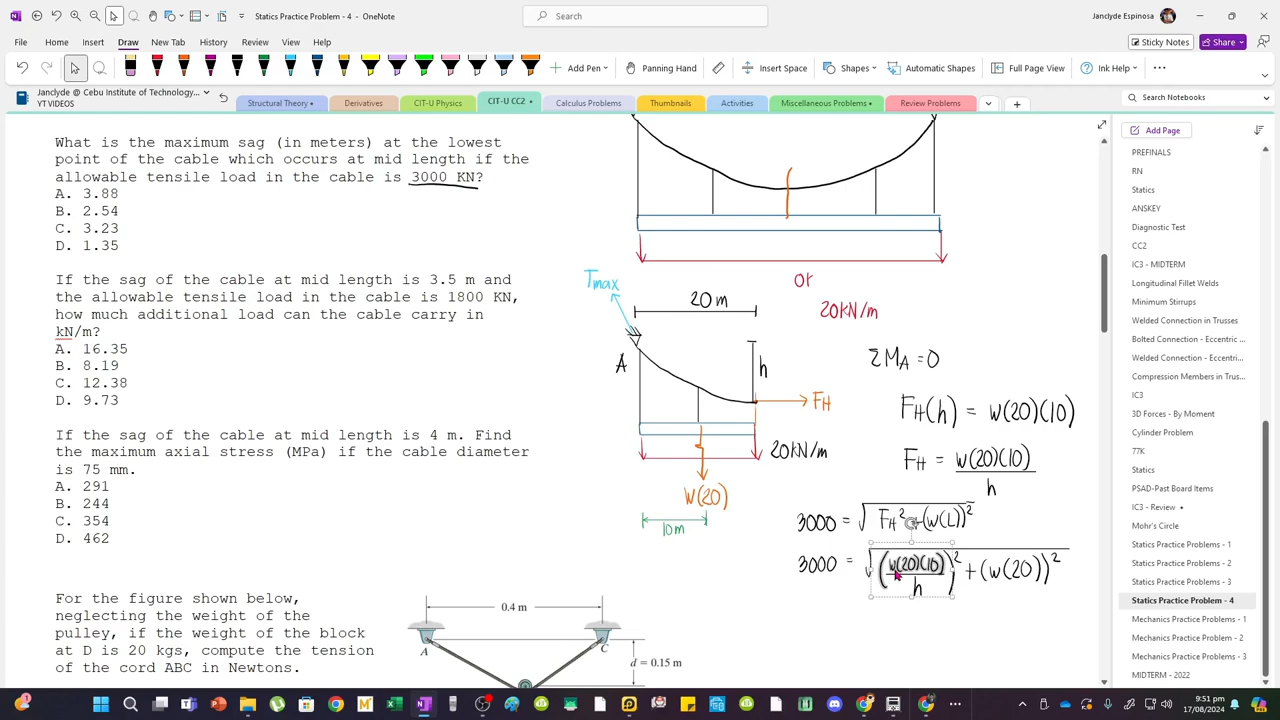 Statics Practice Problem - 4 - OneNote
Search
Janclyde Espinosa
File Home Insert Draw New Tab History Review View Help
Sticky Notes Share
Add Pen Panning Hand Insert Space Shapes Automatic Shapes Full Page View Ink Help
Janclyde @ Cebu Institute of Technology...
YT VIDEOS
Structural Theory Derivatives CIT-U Physics CIT-U CC2 Calculus Problems Thumbnails Activities Miscellaneous Problems Review Problems
Search Notebooks
What is the maximum sag (in meters) at the lowest
point of the cable which occurs at mid length if the
allowable tensile load in the cable is 3000 KN?
A. 3.88
B. 2.54
C. 3.23
D. 1.35
If the sag of the cable at mid length is 3.5 m and
the allowable tensile load in the cable is 1800 KN,
how much additional load can the cable carry in
kN/m?
A. 16.35
B. 8.19
C. 12.38
D. 9.73
If the sag of the cable at mid length is 4 m. Find
the maximum axial stress (MPa) if the cable diameter
is 75 mm.
A. 291
B. 244
C. 354
D. 462
For the figure shown below,
neglecting the weight of the
pulley, if the weight of the block
at D is 20 kgs, compute the tension
of the cord ABC in Newtons.
0.4 m
A
C
d = 0.15 m
or
20kN/m
Tmax
20m
A
h
FH
20kN/m
W(20)
10m
ΣMA = 0
FH(h) = W(20)(10)
FH = W(20)(10)
h
3000 = √FH² + (W(L))²
3000 = √(W(20)(10)/h)² + (W(20))²
Add Page
PREFINALS
RN
Statics
ANSKEY
Diagnostic Test
CC2
IC3 - MIDTERM
Longitudinal Fillet Welds
Minimum Stirrups
Welded Connection in Trusses
Bolted Connection - Eccentric ...
Welded Connection - Eccentric...
Compression Members in Trus...
IC3
3D Forces - By Moment
Cylinder Problem
77K
Statics
PSAD-Past Board Items
IC3 - Review
Mohr's Circle
Statics Practice Problems - 1
Statics Practice Problems - 2
Statics Practice Problems - 3
Statics Practice Problem - 4
Mechanics Practice Problems - 1
Mechanics Practice Problem - 2
Mechanics Practice Problems - 3
MIDTERM - 2022
9:51 pm
17/08/2024